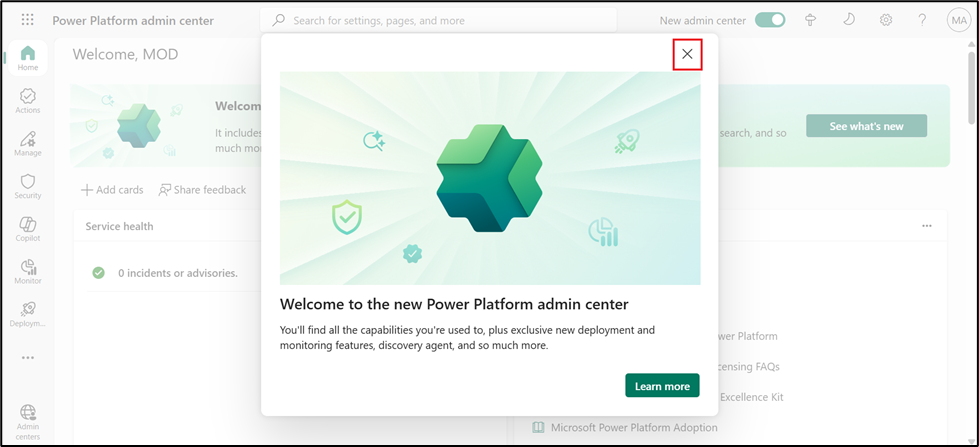 Power Platform admin center
Search for settings, pages, and more
New admin center
MA
Home
Actions
Manage
Security
Copilot
Monitor
Deploym...
Admin
centers
Welcome, MOD
Welcom
It includes
much mor
search, and so
See what's new
Add cards
Share feedback
Service health
0 incidents or advisories.
Welcome to the new Power Platform admin center
You'll find all the capabilities you're used to, plus exclusive new deployment and
monitoring features, discovery agent, and so much more.
Learn more
wer Platform
censing FAQs
Excellence Kit
Microsoft Power Platform Adoption